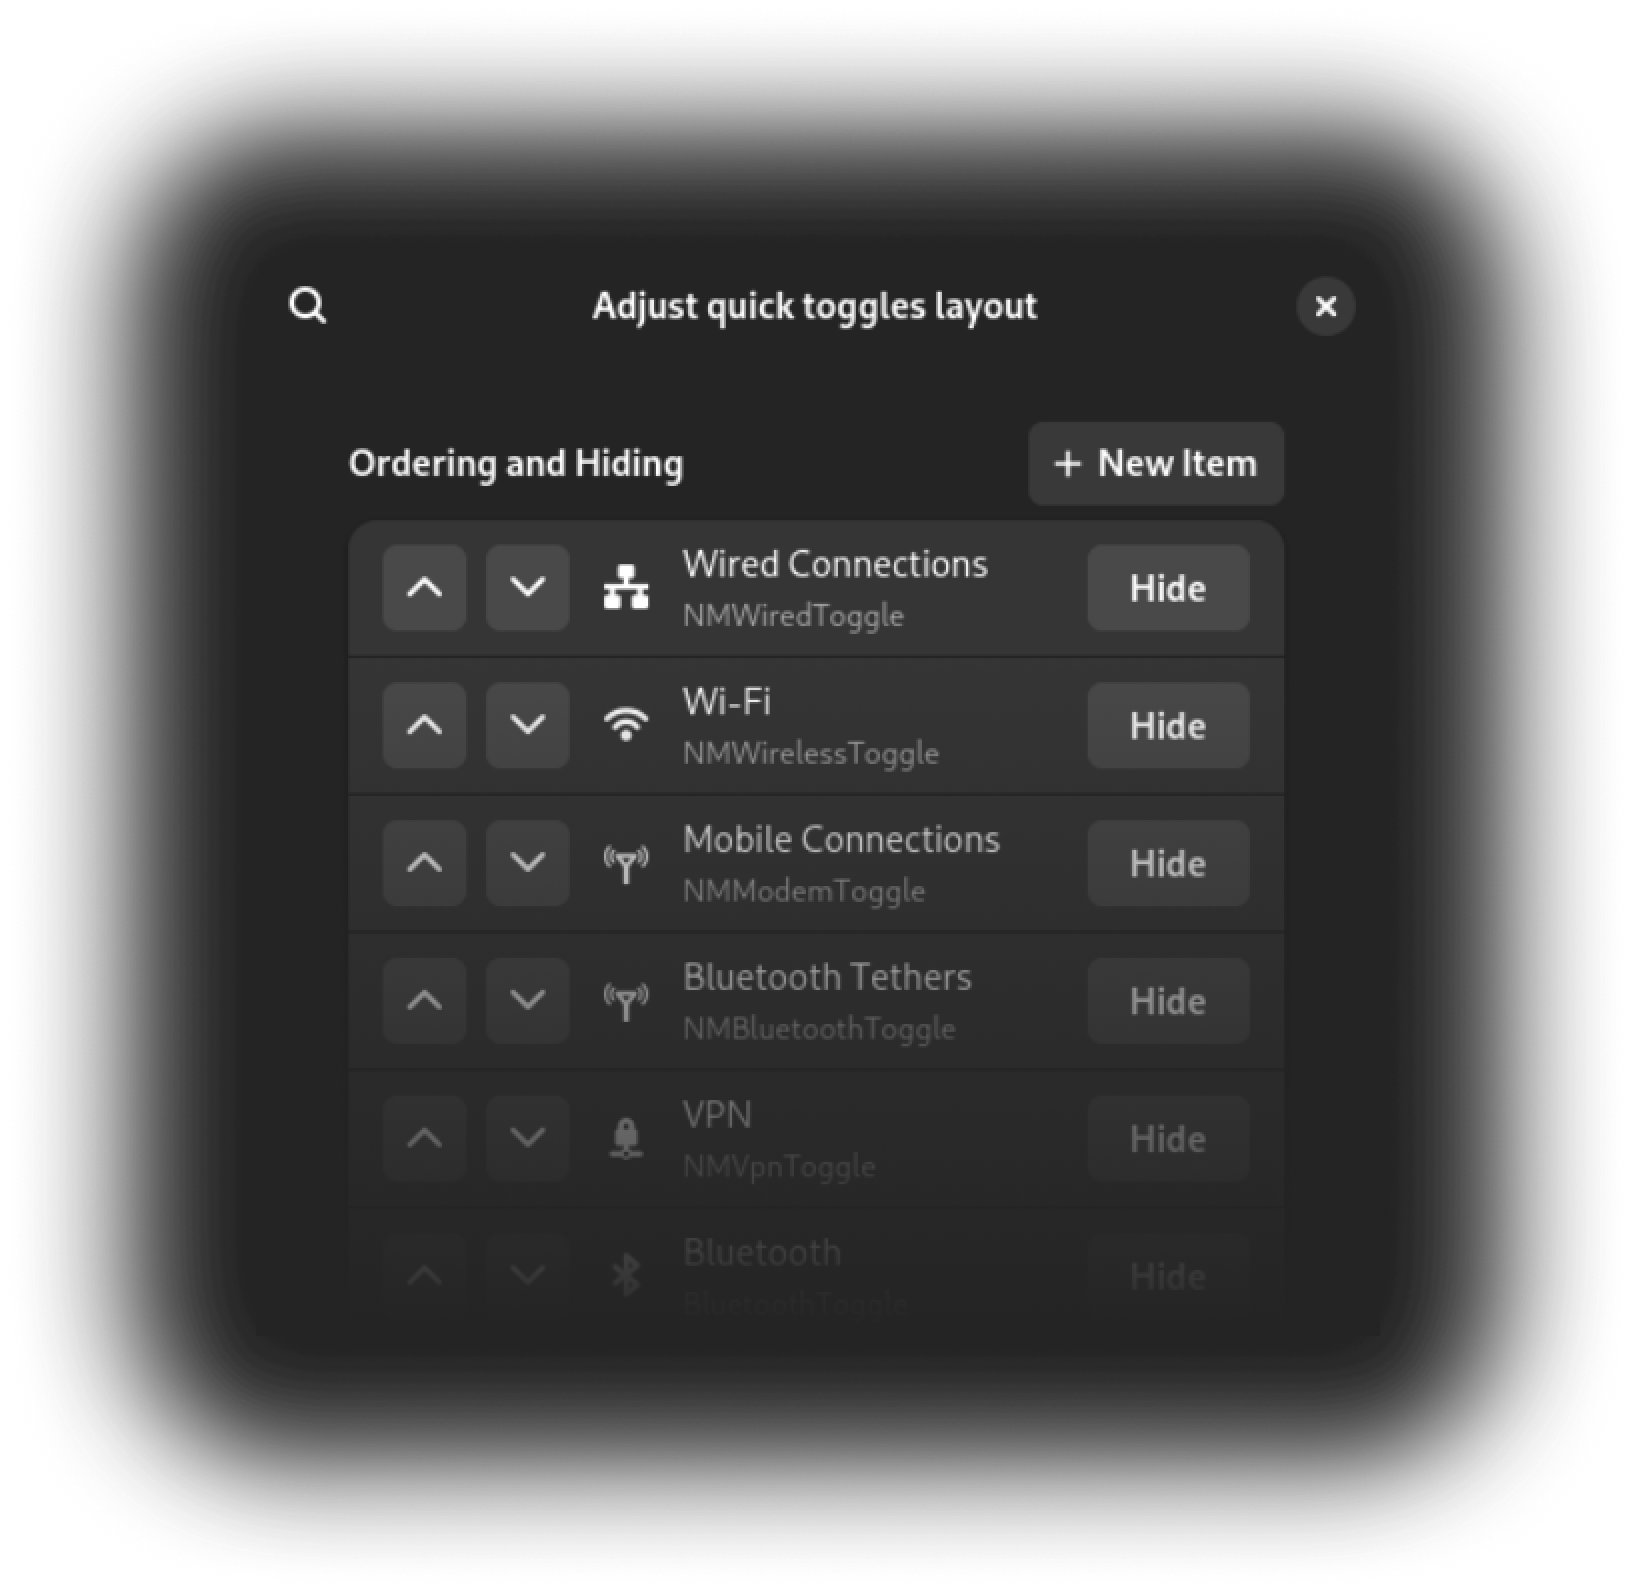 Adjust quick toggles layout
Ordering and Hiding
+ New Item
Wired Connections
NMWiredToggle
Hide
Wi-Fi
NMWirelessToggle
Hide
Mobile Connections
NMModemToggle
Hide
Bluetooth Tethers
NMBluetoothToggle
Hide
VPN
NMVpnToggle
Hide
Bluetooth
BluetoothToggle
Hide